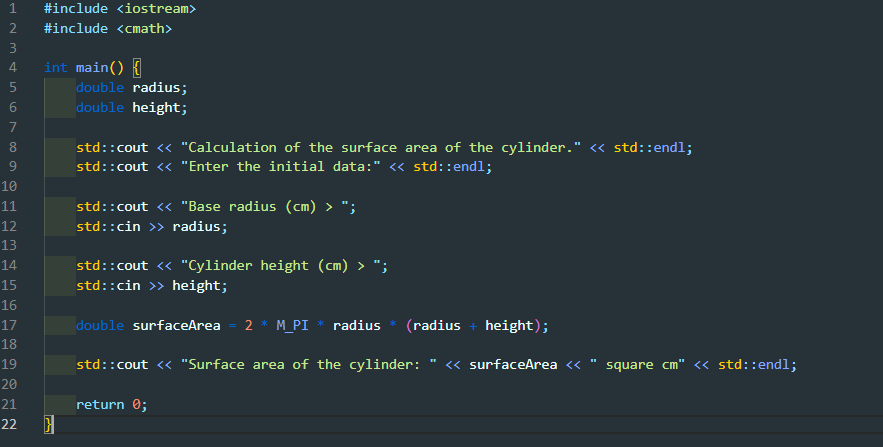 1 #include <iostream>
2 #include <cmath>
3
4 int main() {
5     double radius;
6     double height;
7
8     std::cout << "Calculation of the surface area of the cylinder." << std::endl;
9     std::cout << "Enter the initial data:" << std::endl;
10
11     std::cout << "Base radius (cm) > ";
12     std::cin >> radius;
13
14     std::cout << "Cylinder height (cm) > ";
15     std::cin >> height;
16
17     double surfaceArea = 2 * M_PI * radius * (radius + height);
18
19     std::cout << "Surface area of the cylinder: " << surfaceArea << " square cm" << std::endl;
20
21     return 0;
22 }